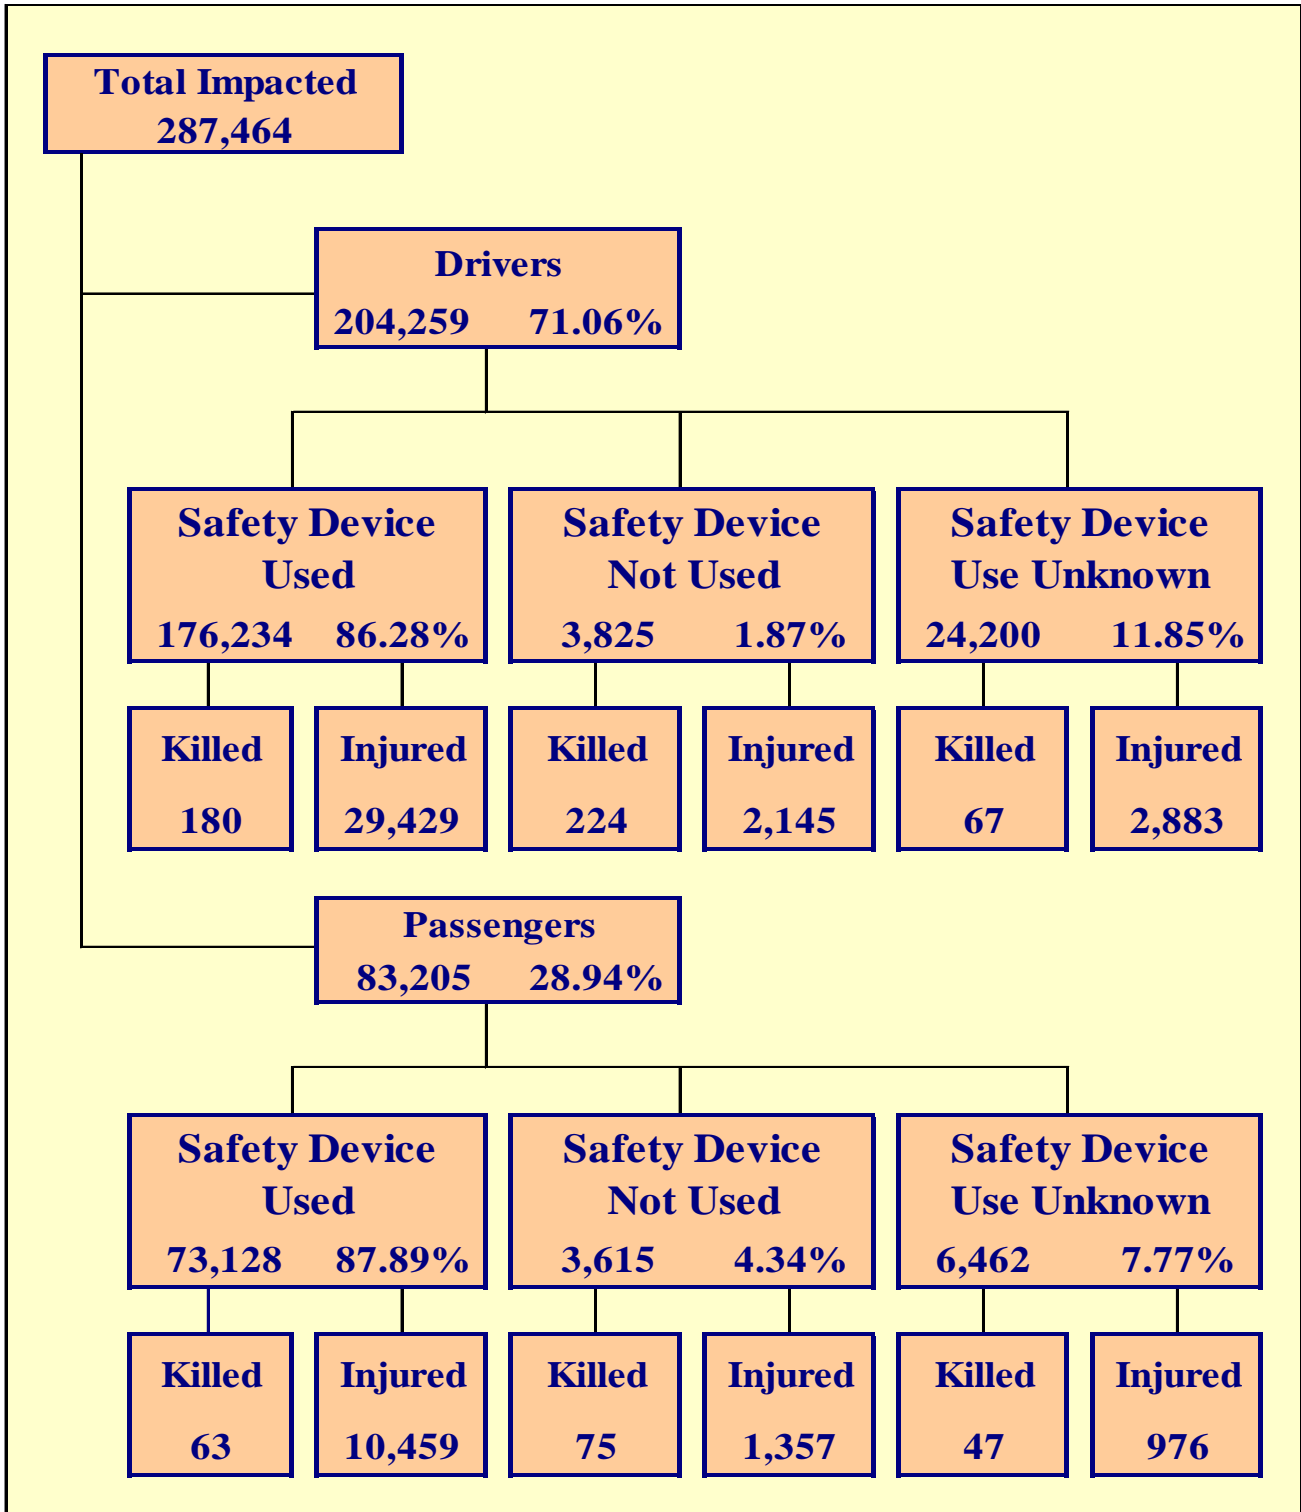 Total Impacted
287,464
Drivers
204,259 71.06%
Safety Device
Used
176,234 86.28%
Safety Device
Not Used
3,825 1.87%
Safety Device
Use Unknown
24,200 11.85%
Killed
180
Injured
29,429
Killed
224
Injured
2,145
Killed
67
Injured
2,883
Passengers
83,205 28.94%
Safety Device
Used
73,128 87.89%
Safety Device
Not Used
3,615 4.34%
Safety Device
Use Unknown
6,462 7.77%
Killed
63
Injured
10,459
Killed
75
Injured
1,357
Killed
47
Injured
976